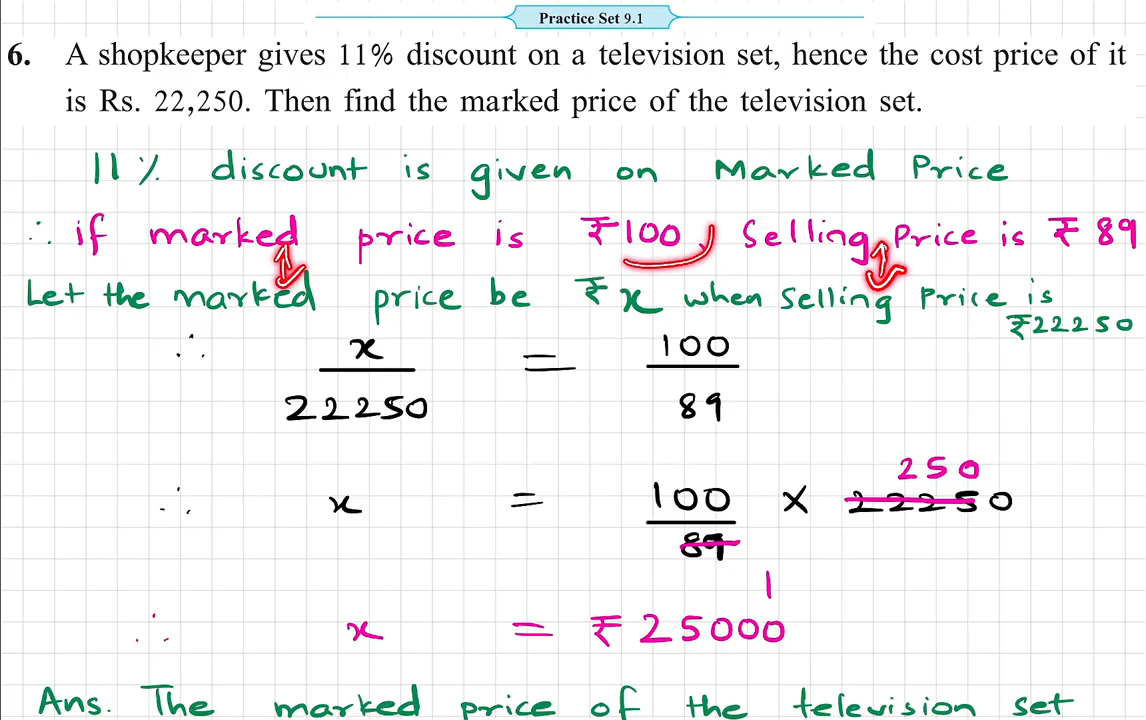 Practice Set 9.1
6. A shopkeeper gives 11% discount on a television set, hence the cost price of it
is Rs. 22,250. Then find the marked price of the television set.
11% discount is given on Marked Price
∴ if marked price is ₹100, Selling Price is ₹ 89
Let the marked price be ₹ x when Selling Price is
₹22250
∴ x = 100
22250 89
250
∴ x = 100 × 22250
89
1
∴ x = ₹ 25000
Ans. The marked price of the television set